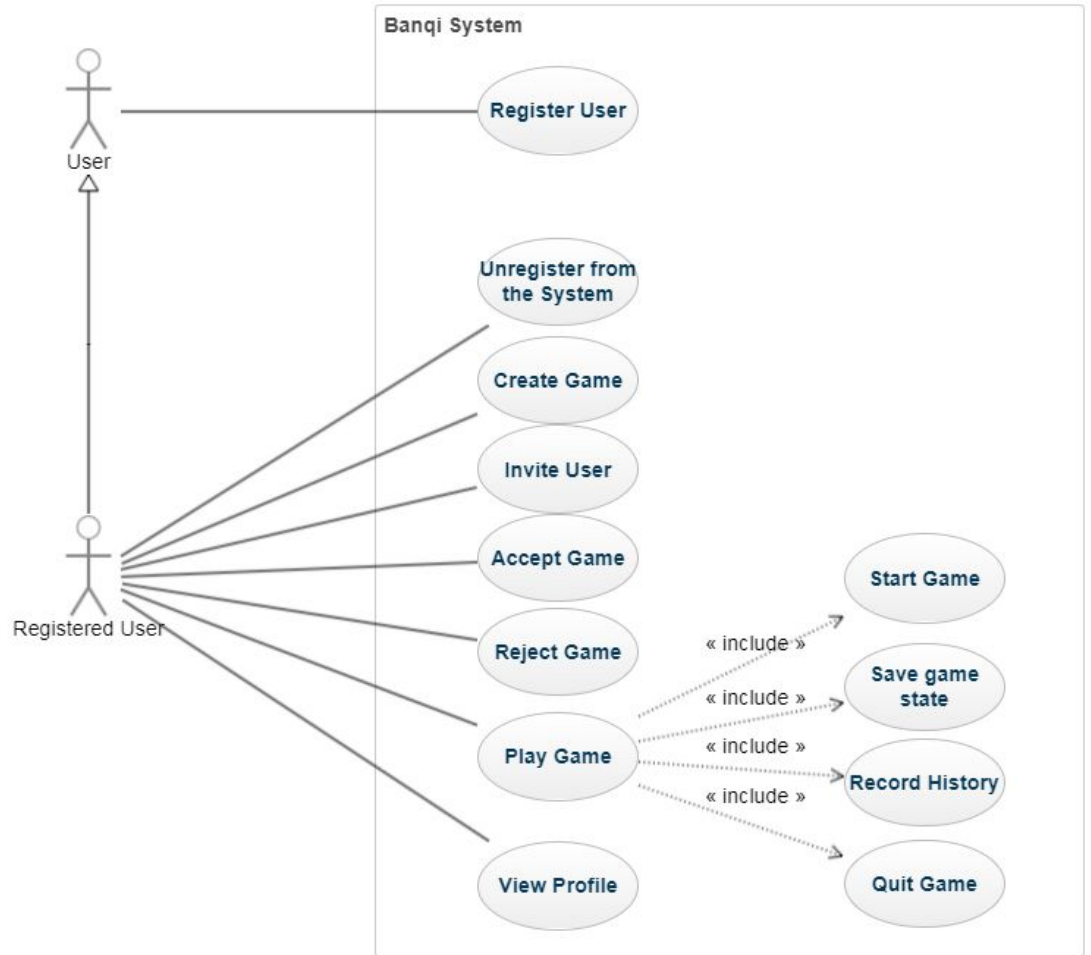 Banqi System
User
Register User
Unregister from
the System
Create Game
Invite User
Accept Game
Registered User
Reject Game
Play Game
View Profile
« include »
« include »
« include »
« include »
Start Game
Save game
state
Record History
Quit Game